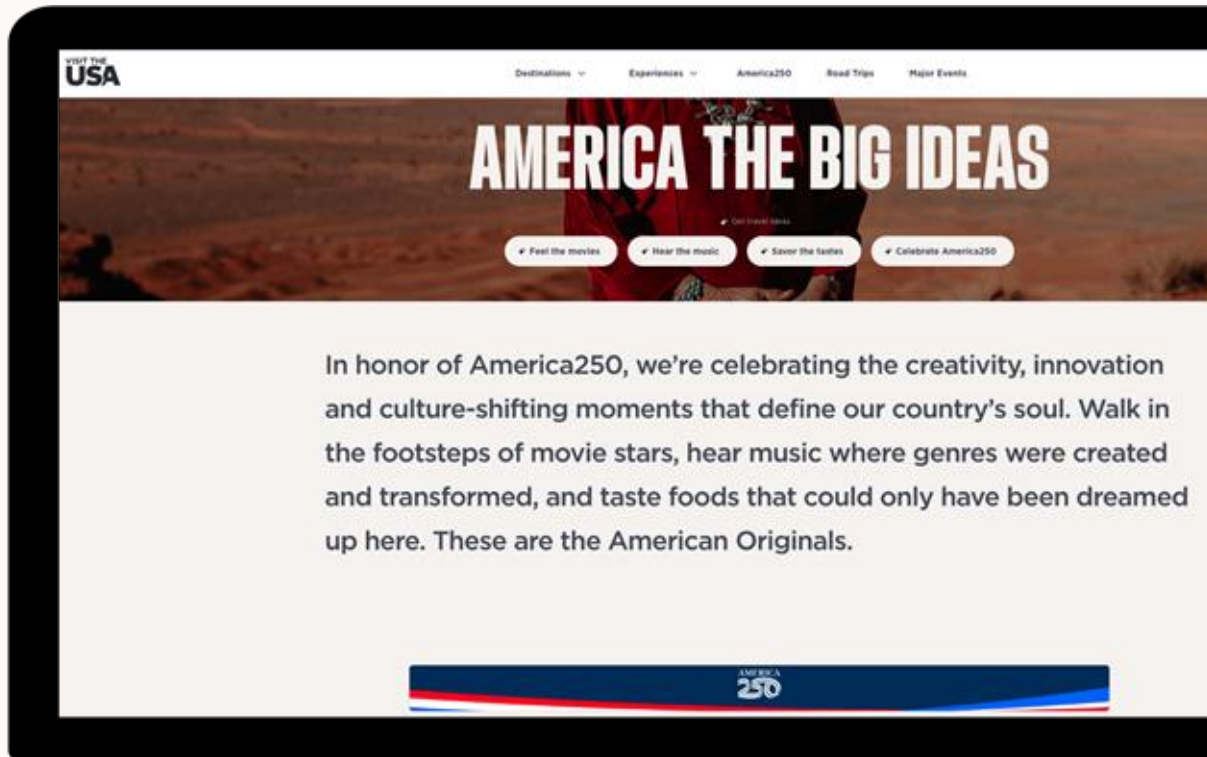 VISIT THE
USA
Destinations
Experiences
America250
Road Trips
Major Events
AMERICA THE BIG IDEAS
Get travel ideas
Feel the movies
Hear the music
Savor the tastes
Celebrate America250
In honor of America250, we’re celebrating the creativity, innovation
and culture-shifting moments that define our country’s soul. Walk in
the footsteps of movie stars, hear music where genres were created
and transformed, and taste foods that could only have been dreamed
up here. These are the American Originals.
AMERICA
250